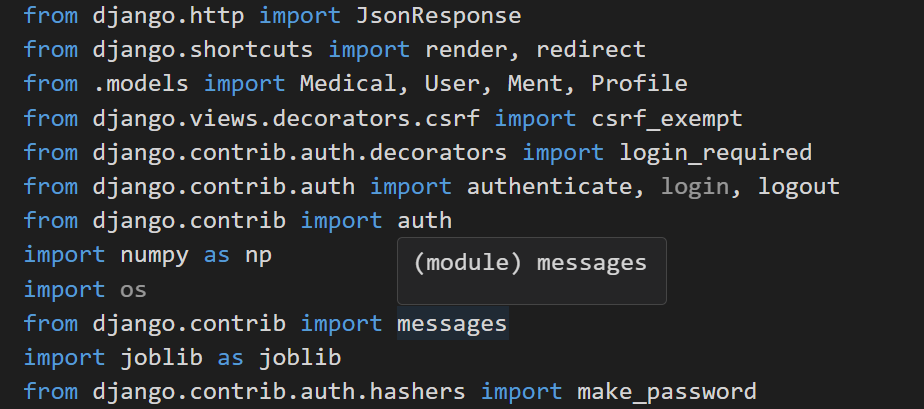 from django.http import JsonResponse
from django.shortcuts import render, redirect
from .models import Medical, User, Ment, Profile
from django.views.decorators.csrf import csrf_exempt
from django.contrib.auth.decorators import login_required
from django.contrib.auth import authenticate, login, logout
from django.contrib import auth
import numpy as np
(module) messages
import os
from django.contrib import messages
import joblib as joblib
from django.contrib.auth.hashers import make_password